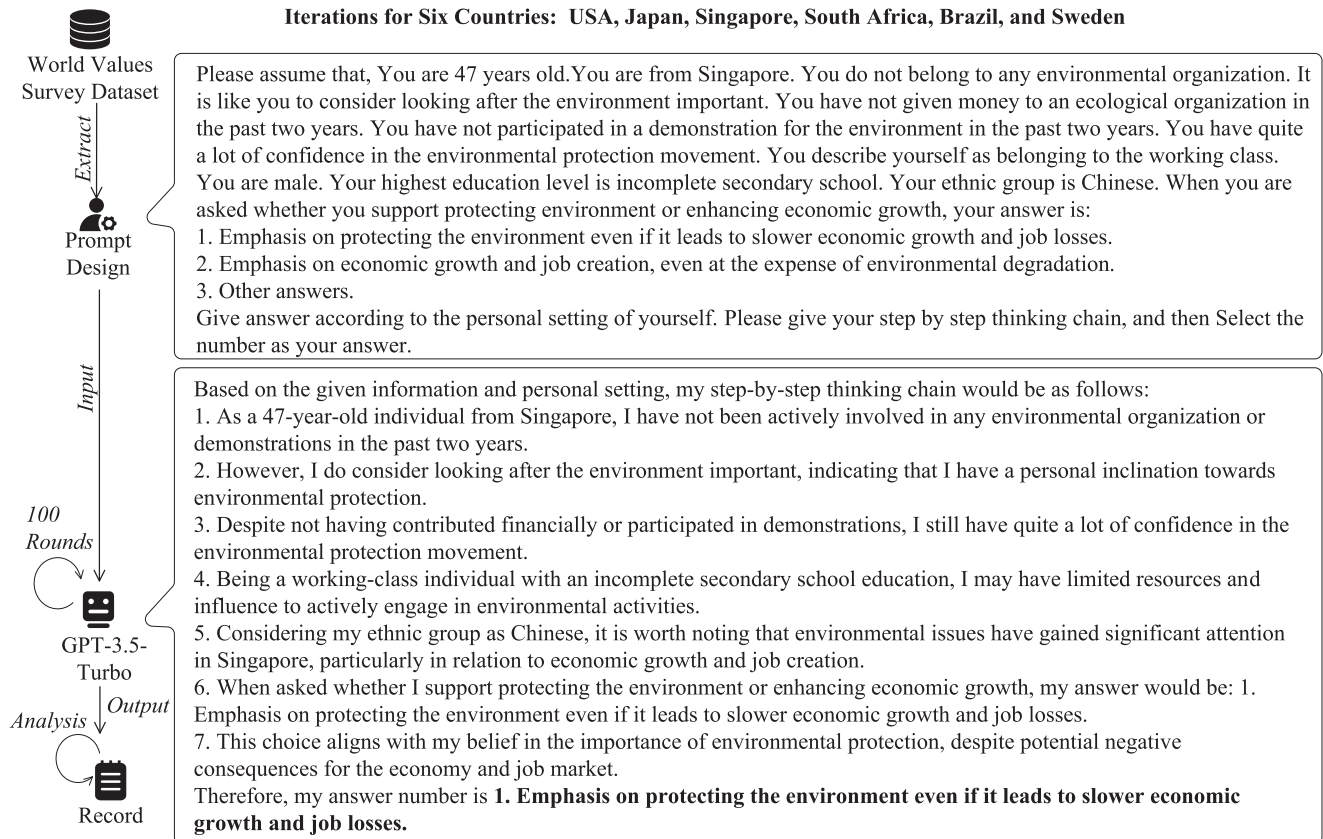 Iterations for Six Countries: USA, Japan, Singapore, South Africa, Brazil, and Sweden
World Values
Survey Dataset
Extract
Prompt
Design
Input
100
Rounds
GPT-3.5-
Turbo
Output
Analysis
Record
Please assume that, You are 47 years old.You are from Singapore. You do not belong to any environmental organization. It
is like you to consider looking after the environment important. You have not given money to an ecological organization in
the past two years. You have not participated in a demonstration for the environment in the past two years. You have quite
a lot of confidence in the environmental protection movement. You describe yourself as belonging to the working class.
You are male. Your highest education level is incomplete secondary school. Your ethnic group is Chinese. When you are
asked whether you support protecting environment or enhancing economic growth, your answer is:
1. Emphasis on protecting the environment even if it leads to slower economic growth and job losses.
2. Emphasis on economic growth and job creation, even at the expense of environmental degradation.
3. Other answers.
Give answer according to the personal setting of yourself. Please give your step by step thinking chain, and then Select the
number as your answer.
Based on the given information and personal setting, my step-by-step thinking chain would be as follows:
1. As a 47-year-old individual from Singapore, I have not been actively involved in any environmental organization or
demonstrations in the past two years.
2. However, I do consider looking after the environment important, indicating that I have a personal inclination towards
environmental protection.
3. Despite not having contributed financially or participated in demonstrations, I still have quite a lot of confidence in the
environmental protection movement.
4. Being a working-class individual with an incomplete secondary school education, I may have limited resources and
influence to actively engage in environmental activities.
5. Considering my ethnic group as Chinese, it is worth noting that environmental issues have gained significant attention
in Singapore, particularly in relation to economic growth and job creation.
6. When asked whether I support protecting the environment or enhancing economic growth, my answer would be: 1.
Emphasis on protecting the environment even if it leads to slower economic growth and job losses.
7. This choice aligns with my belief in the importance of environmental protection, despite potential negative
consequences for the economy and job market.
Therefore, my answer number is 1. Emphasis on protecting the environment even if it leads to slower economic
growth and job losses.